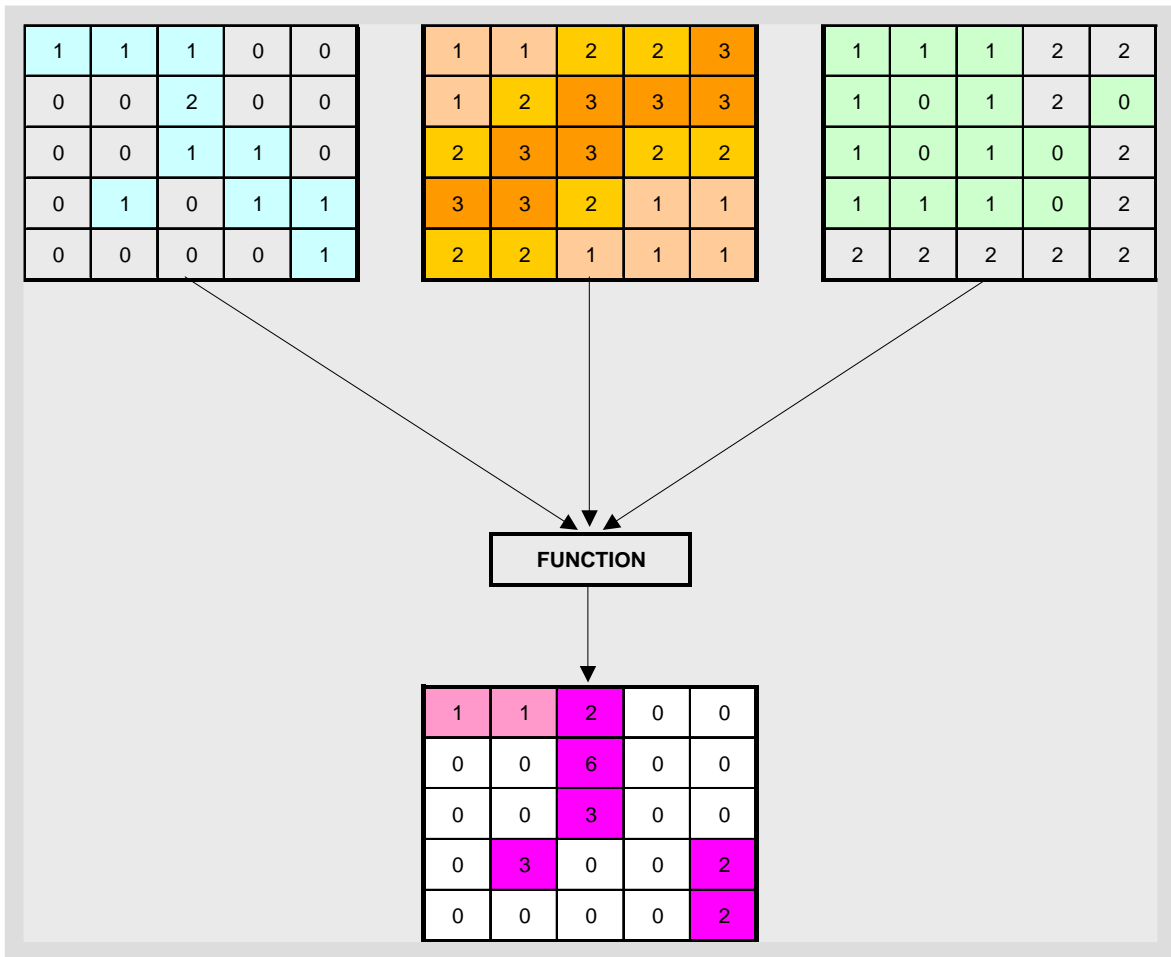 1 1 1 0 0 1 1 2 2 3 1 1 1 2 2
0 0 2 0 0 1 2 3 3 3 1 0 1 2 0
0 0 1 1 0 2 3 3 2 2 1 0 1 0 2
0 1 0 1 1 3 3 2 1 1 1 1 1 0 2
0 0 0 0 1 2 2 1 1 1 2 2 2 2 2
FUNCTION
1 1 2 0 0
0 0 6 0 0
0 0 3 0 0
0 3 0 0 2
0 0 0 0 2